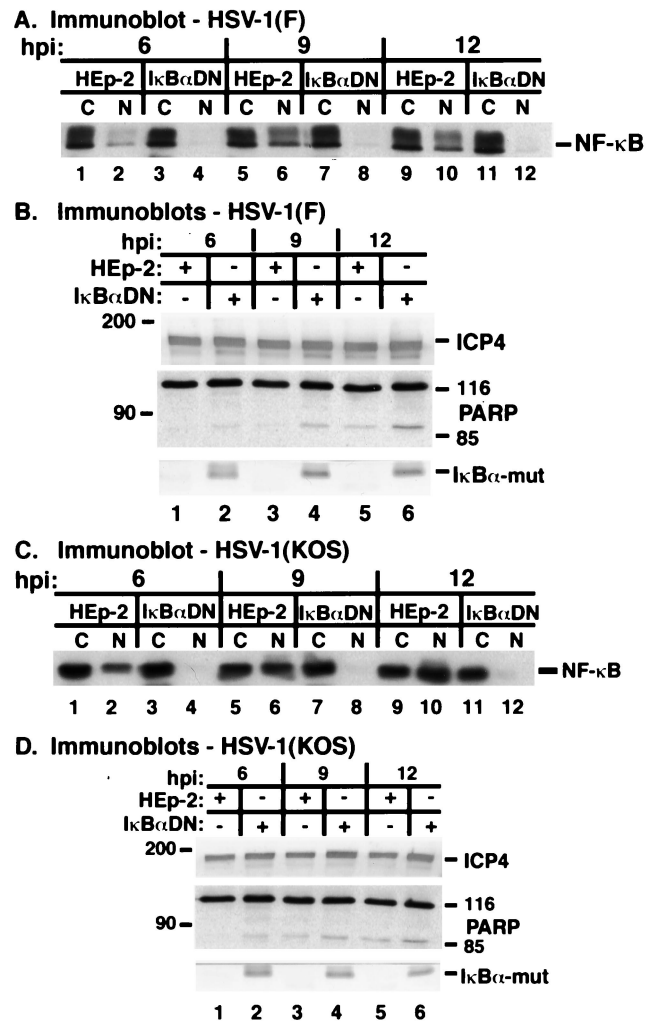 A. Immunoblot - HSV-1(F)
hpi: 6 9 12
HEp-2 IκBαDN HEp-2 IκBαDN HEp-2 IκBαDN
C N C N C N C N C N C N
NF-κB
1 2 3 4 5 6 7 8 9 10 11 12
B. Immunoblots - HSV-1(F)
hpi: 6 9 12
HEp-2: + - + - + -
IκBαDN: - + - + - +
200
ICP4
116
90 PARP
85
IκBα-mut
1 2 3 4 5 6
C. Immunoblot - HSV-1(KOS)
hpi: 6 9 12
HEp-2 IκBαDN HEp-2 IκBαDN HEp-2 IκBαDN
C N C N C N C N C N C N
NF-κB
1 2 3 4 5 6 7 8 9 10 11 12
D. Immunoblots - HSV-1(KOS)
hpi: 6 9 12
HEp-2: + - + - + -
IκBαDN: - + - + - +
200
ICP4
116
90 PARP
85
IκBα-mut
1 2 3 4 5 6